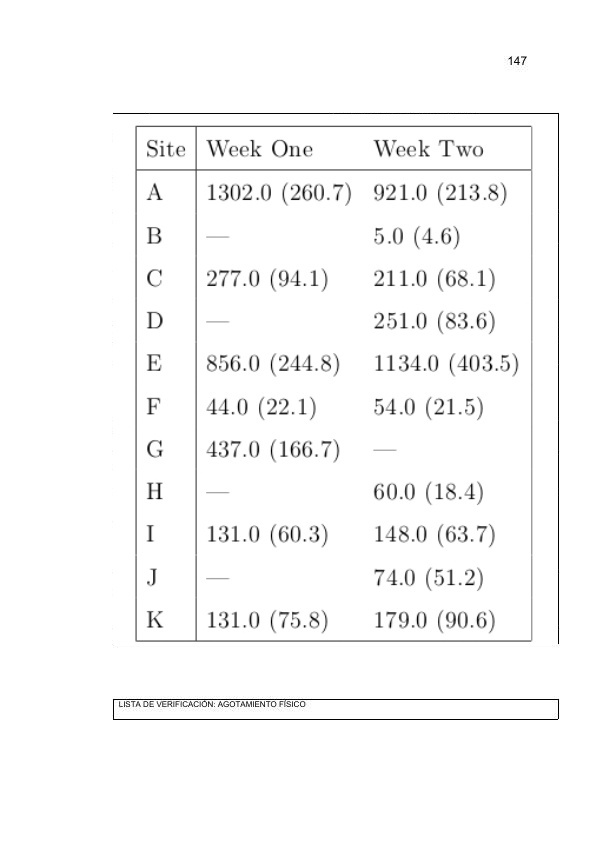 147
Site Week One Week Two
A 1302.0 (260.7) 921.0 (213.8)
B — 5.0 (4.6)
C 277.0 (94.1) 211.0 (68.1)
D — 251.0 (83.6)
E 856.0 (244.8) 1134.0 (403.5)
F 44.0 (22.1) 54.0 (21.5)
G 437.0 (166.7) —
H — 60.0 (18.4)
I 131.0 (60.3) 148.0 (63.7)
J — 74.0 (51.2)
K 131.0 (75.8) 179.0 (90.6)
LISTA DE VERIFICACIÓN: AGOTAMIENTO FÍSICO